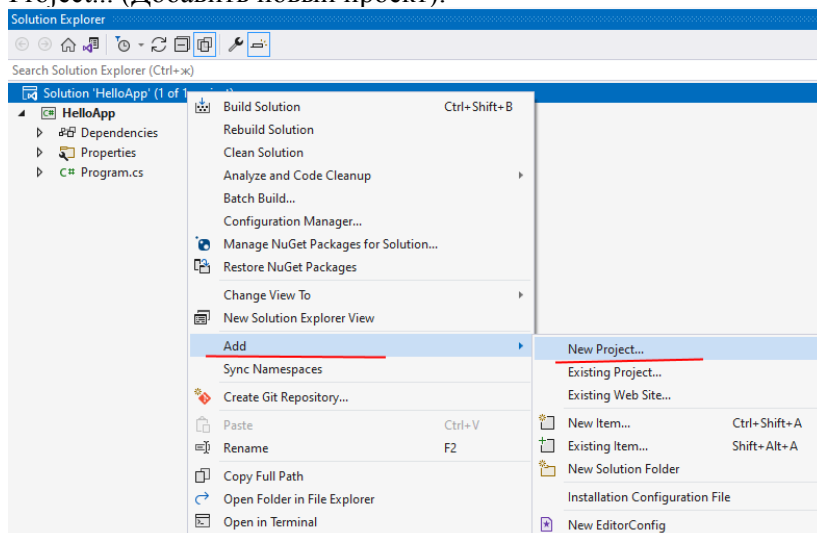 Project... (Добавить новый проект).
Solution Explorer
Search Solution Explorer (Ctrl+ж)
Solution 'HelloApp' (1 of 1
HelloApp
Dependencies
Properties
C# Program.cs
Build Solution Ctrl+Shift+B
Rebuild Solution
Clean Solution
Analyze and Code Cleanup
Batch Build...
Configuration Manager...
Manage NuGet Packages for Solution...
Restore NuGet Packages
Change View To
New Solution Explorer View
Add
Sync Namespaces
Create Git Repository...
Paste Ctrl+V
Rename F2
Copy Full Path
Open Folder in File Explorer
Open in Terminal
New Project...
Existing Project...
Existing Web Site...
New Item... Ctrl+Shift+A
Existing Item... Shift+Alt+A
New Solution Folder
Installation Configuration File
New EditorConfig